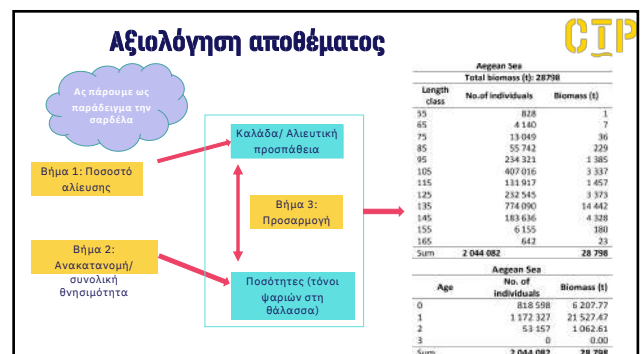 Αξιολόγηση αποθέματος
CTP
Ας πάρουμε ως
παράδειγμα την
σαρδέλα
Βήμα 1: Ποσοστό
αλίευσης
Βήμα 2:
Ανακατανομή/
συνολική
θνησιμότητα
Καλάδα/ Αλιευτική
προσπάθεια
Βήμα 3:
Προσαρμογή
Ποσότητες (τόνοι
ψαριών στη
θάλασσα)
Aegean Sea
Total biomass (t): 28798
Length class No.of individuals Biomass (t)
55 828 1
65 4 140 7
75 13 049 36
85 55 742 229
95 234 321 1 385
105 407 016 3 337
115 131 917 1 457
125 232 545 3 373
135 774 090 14 442
145 183 636 4 328
155 6 155 180
165 642 23
Sum 2 044 082 28 798
Aegean Sea
Age No. of individuals Biomass (t)
0 818 598 6 207.77
1 1 172 327 21 527.47
2 53 157 1 062.61
3 0 0.00
Sum 2 044 082 28 798